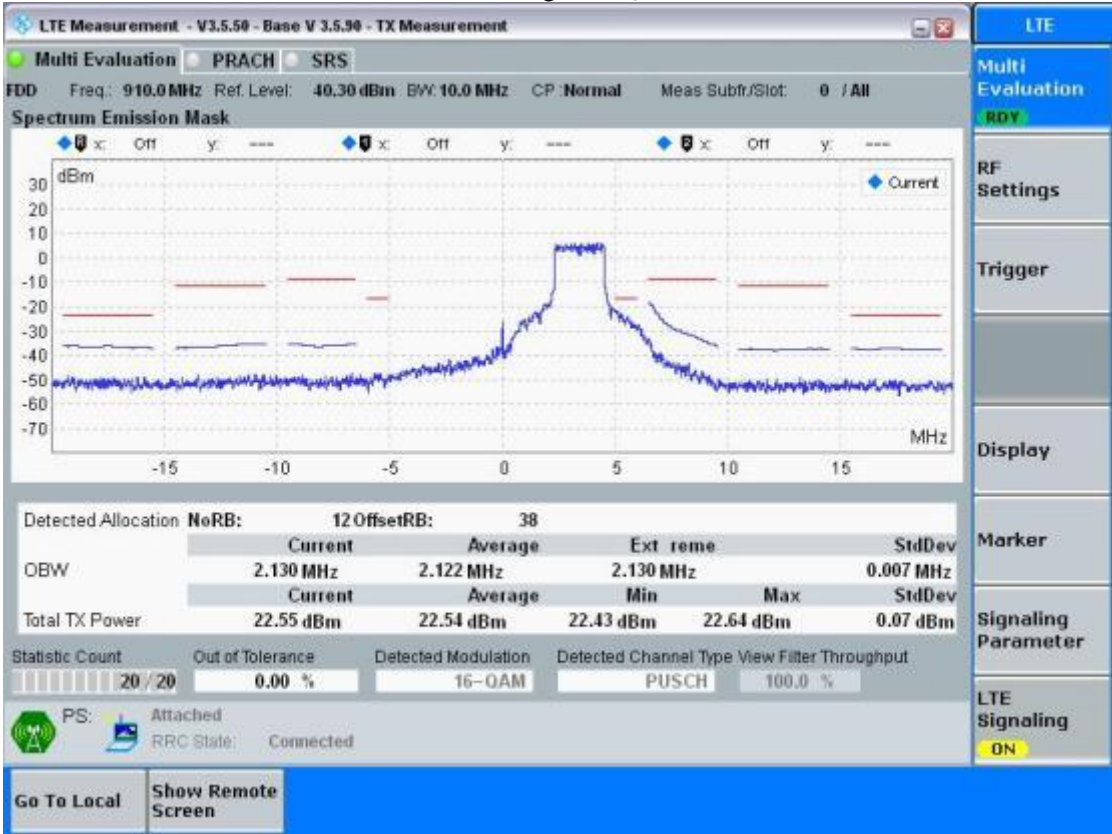 LTE Measurement - V3.5.50 - Base V 3.5.90 - TX Measurement
LTE
Multi Evaluation PRACH SRS
Multi Evaluation
RDY
FDD Freq.: 910.0 MHz Ref. Level: 40.30 dBm BW: 10.0 MHz CP :Normal Meas Subfr./Slot: 0 / All
Spectrum Emission Mask
x: Off y: --- x: Off y: --- x: Off y: ---
dBm
Current
30
20
10
0
-10
-20
-30
-40
-50
-60
-70
MHz
-15 -10 -5 0 5 10 15
RF Settings
Trigger
Display
Marker
Signaling Parameter
LTE Signaling
ON
Detected Allocation NoRB: 12 OffsetRB: 38
Current Average Ext reme StdDev
OBW 2.130 MHz 2.122 MHz 2.130 MHz 0.007 MHz
Current Average Min Max StdDev
Total TX Power 22.55 dBm 22.54 dBm 22.43 dBm 22.64 dBm 0.07 dBm
Statistic Count Out of Tolerance Detected Modulation Detected Channel Type View Filter Throughput
20 / 20 0.00 % 16-QAM PUSCH 100.0 %
PS: Attached
RRC State: Connected
Go To Local Show Remote Screen